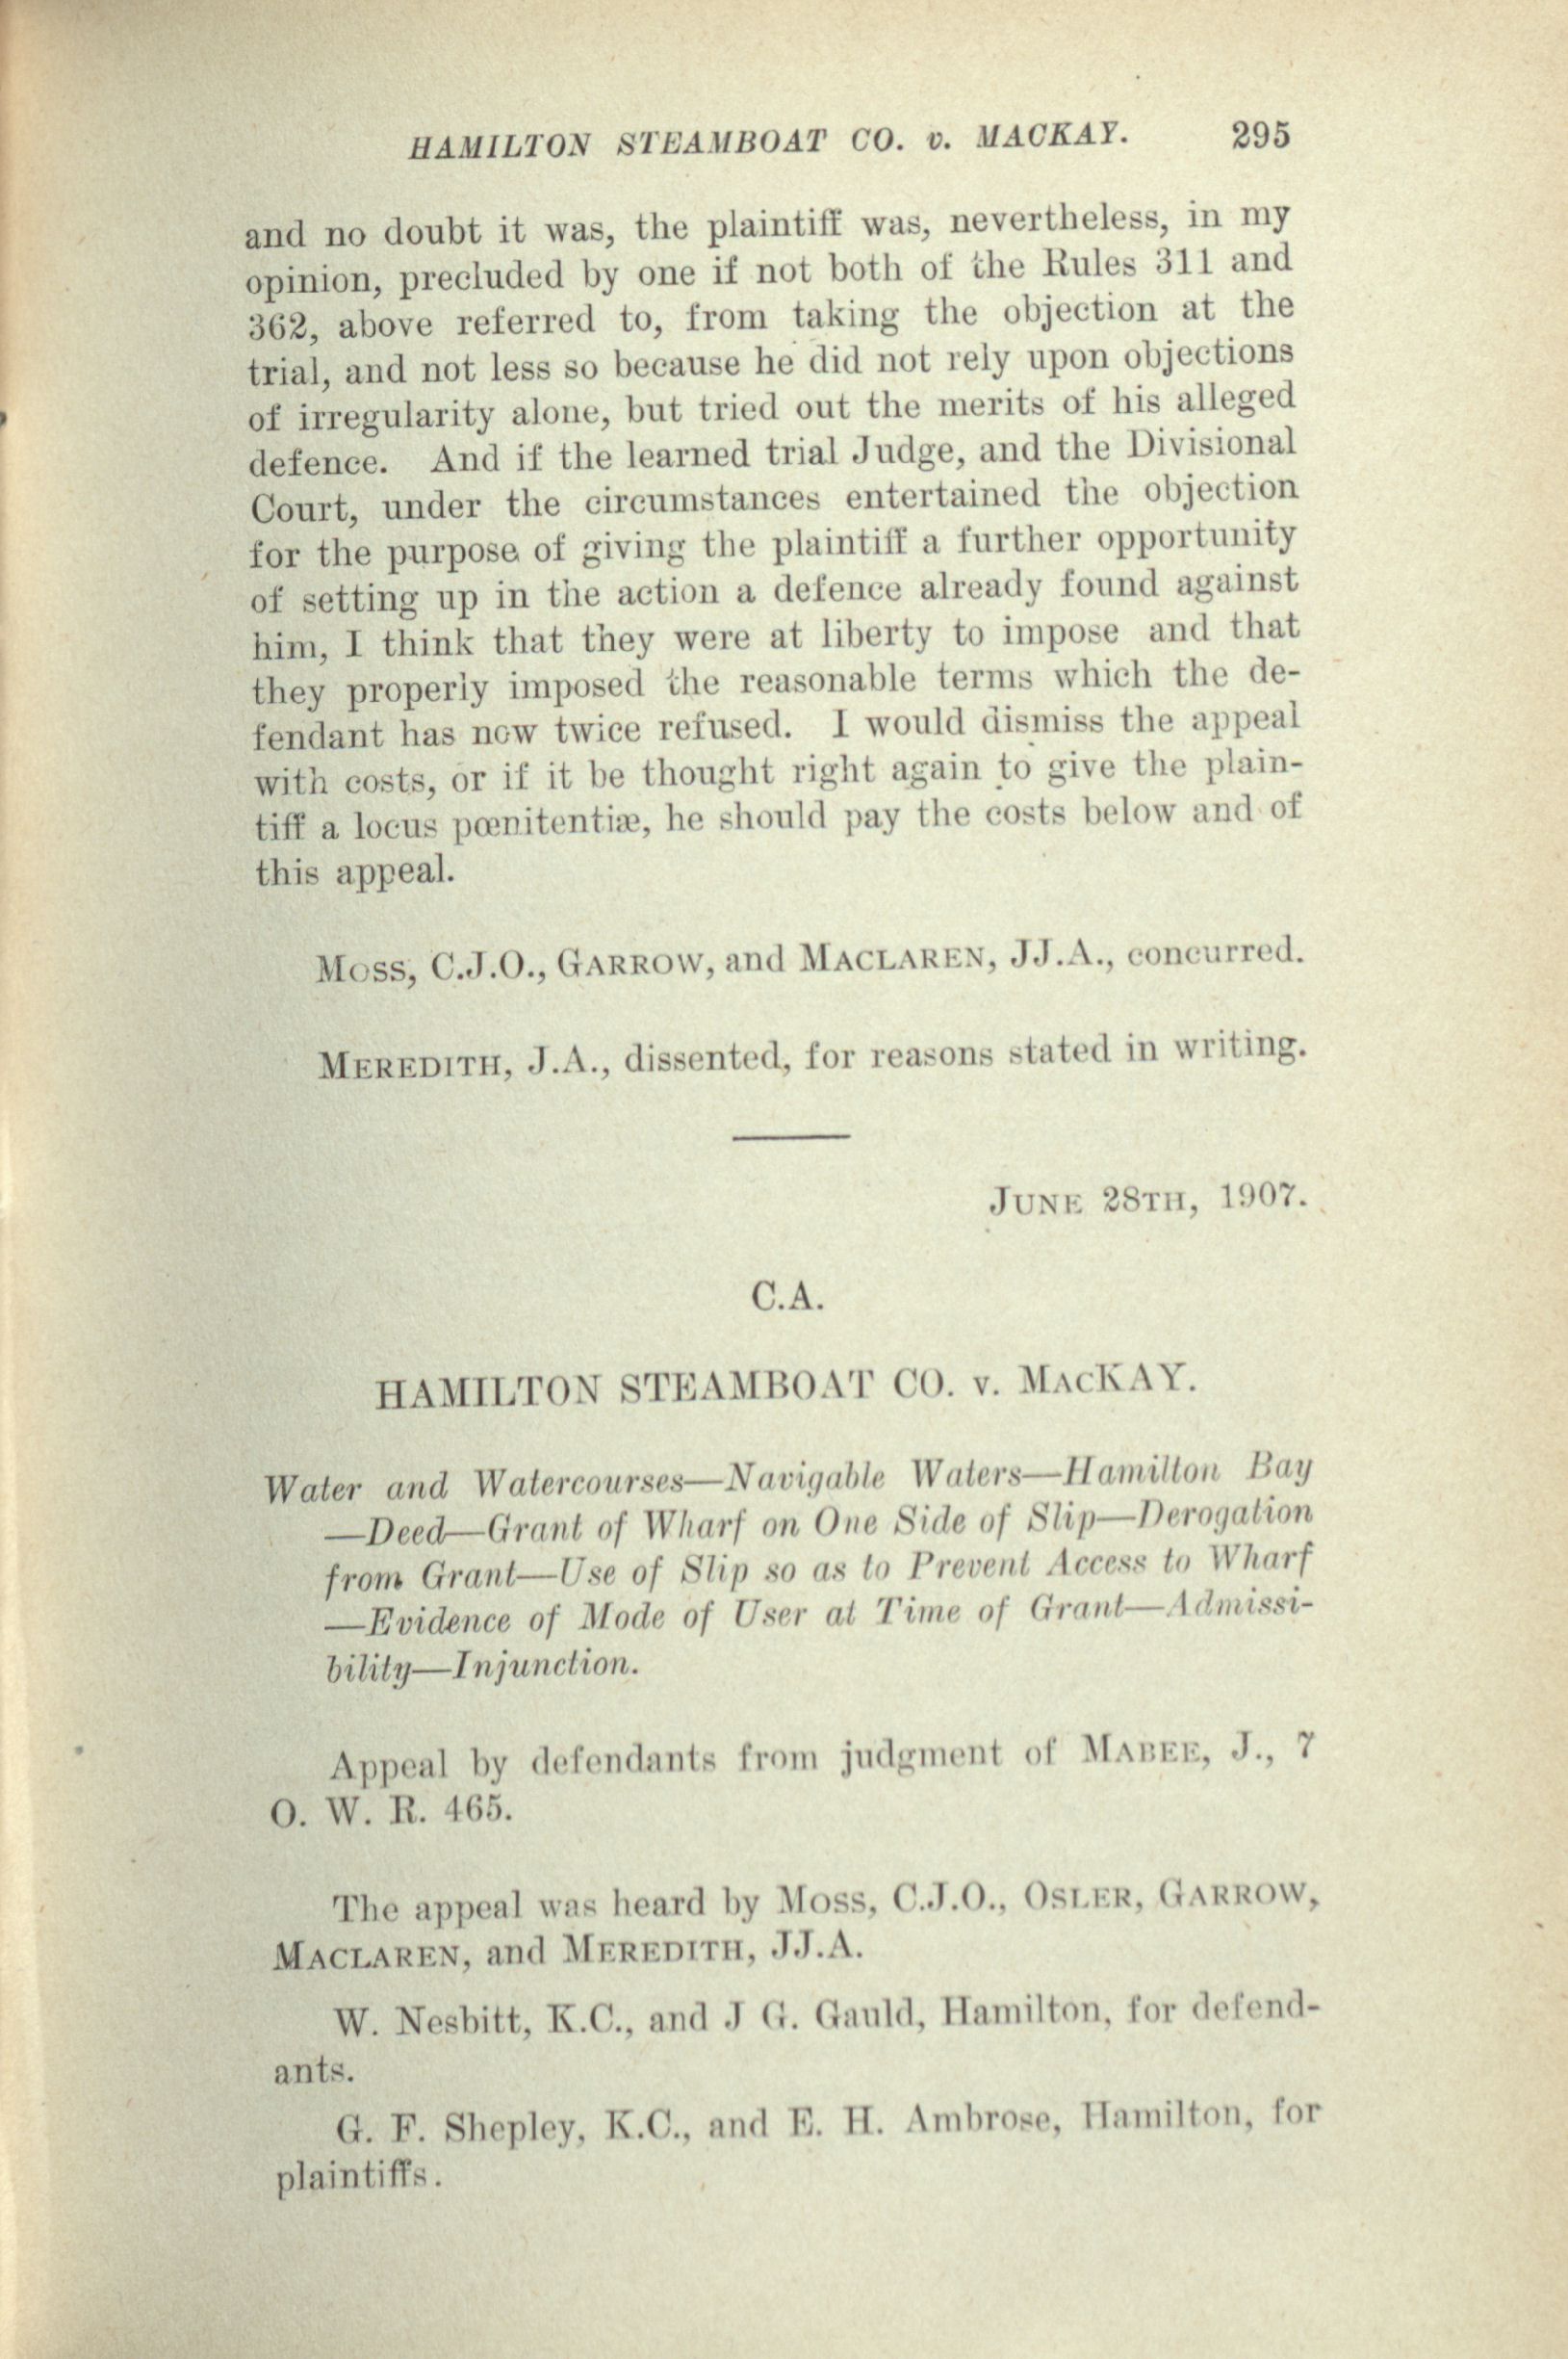 HAMILTON STEAMBOAT CO. v. MACKAY. 295
and no doubt it was, the plaintiff was, nevertheless, in my
opinion, precluded by one if not both of the Rules 311 and
362, above referred to, from taking the objection at the
trial, and not less so because he did not rely upon objections
of irregularity alone, but tried out the merits of his alleged
defence. And if the learned trial Judge, and the Divisional
Court, under the circumstances entertained the objection
for the purpose of giving the plaintiff a further opportunity
of setting up in the action a defence already found against
him, I think that they were at liberty to impose and that
they properly imposed the reasonable terms which the de-
fendant has now twice refused. I would dismiss the appeal
with costs, or if it be thought right again to give the plain-
tiff a locus pœnitentiæ, he should pay the costs below and of
this appeal.
MOSS, C.J.O., GARROW, and MACLAREN, JJ.A., concurred.
MEREDITH, J.A., dissented, for reasons stated in writing.
JUNE 28TH, 1907.
C.A.
HAMILTON STEAMBOAT CO. v. MACKAY.
Water and Watercourses—Navigable Waters—Hamilton Bay
—Deed—Grant of Wharf on One Side of Slip—Derogation
from Grant—Use of Slip so as to Prevent Access to Wharf
—Evidence of Mode of User at Time of Grant—Admissi-
bility—Injunction.
Appeal by defendants from judgment of MABEE, J., 7
O. W. R. 465.
The appeal was heard by MOSS, C.J.O., OSLER, GARROW,
MACLAREN, and MEREDITH, JJ.A.
W. Nesbitt, K.C., and J G. Gauld, Hamilton, for defend-
ants.
G. F. Shepley, K.C., and E. H. Ambrose, Hamilton, for
plaintiffs.